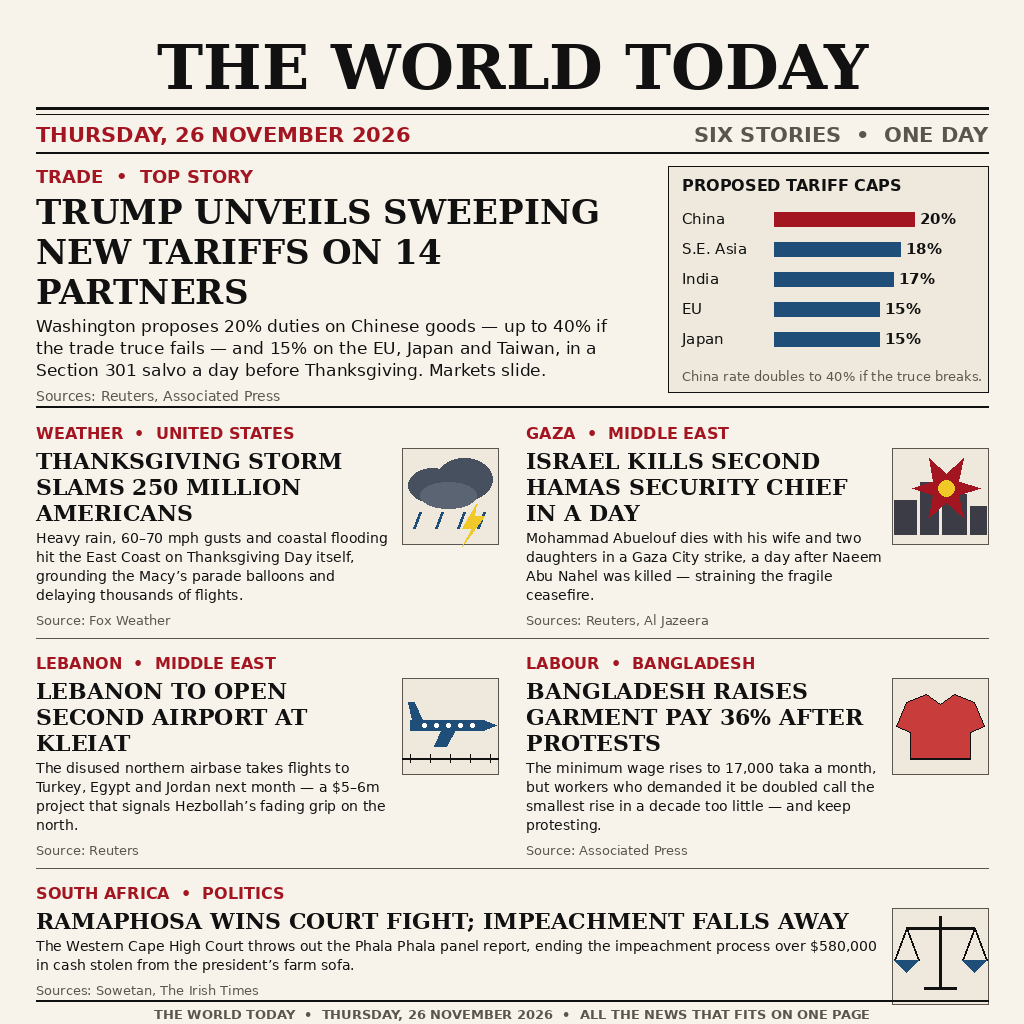 THE WORLD TODAY
THURSDAY, 26 NOVEMBER 2026
SIX STORIES • ONE DAY
TRADE • TOP STORY
TRUMP UNVEILS SWEEPING
NEW TARIFFS ON 14
PARTNERS
Washington proposes 20% duties on Chinese goods — up to 40% if
the trade truce fails — and 15% on the EU, Japan and Taiwan, in a
Section 301 salvo a day before Thanksgiving. Markets slide.
Sources: Reuters, Associated Press
PROPOSED TARIFF CAPS
China 20%
S.E. Asia 18%
India 17%
EU 15%
Japan 15%
China rate doubles to 40% if the truce breaks.
WEATHER • UNITED STATES
THANKSGIVING STORM
SLAMS 250 MILLION
AMERICANS
Heavy rain, 60–70 mph gusts and coastal flooding
hit the East Coast on Thanksgiving Day itself,
grounding the Macy’s parade balloons and
delaying thousands of flights.
Source: Fox Weather
GAZA • MIDDLE EAST
ISRAEL KILLS SECOND
HAMAS SECURITY CHIEF
IN A DAY
Mohammad Abuelouf dies with his wife and two
daughters in a Gaza City strike, a day after Naeem
Abu Nahel was killed — straining the fragile
ceasefire.
Sources: Reuters, Al Jazeera
LEBANON • MIDDLE EAST
LEBANON TO OPEN
SECOND AIRPORT AT
KLEIAT
The disused northern airbase takes flights to
Turkey, Egypt and Jordan next month — a $5–6m
project that signals Hezbollah’s fading grip on the
north.
Source: Reuters
LABOUR • BANGLADESH
BANGLADESH RAISES
GARMENT PAY 36% AFTER
PROTESTS
The minimum wage rises to 17,000 taka a month,
but workers who demanded it be doubled call the
smallest rise in a decade too little — and keep
protesting.
Source: Associated Press
SOUTH AFRICA • POLITICS
RAMAPHOSA WINS COURT FIGHT; IMPEACHMENT FALLS AWAY
The Western Cape High Court throws out the Phala Phala panel report, ending the impeachment process over $580,000
in cash stolen from the president’s farm sofa.
Sources: Sowetan, The Irish Times
THE WORLD TODAY • THURSDAY, 26 NOVEMBER 2026 • ALL THE NEWS THAT FITS ON ONE PAGE